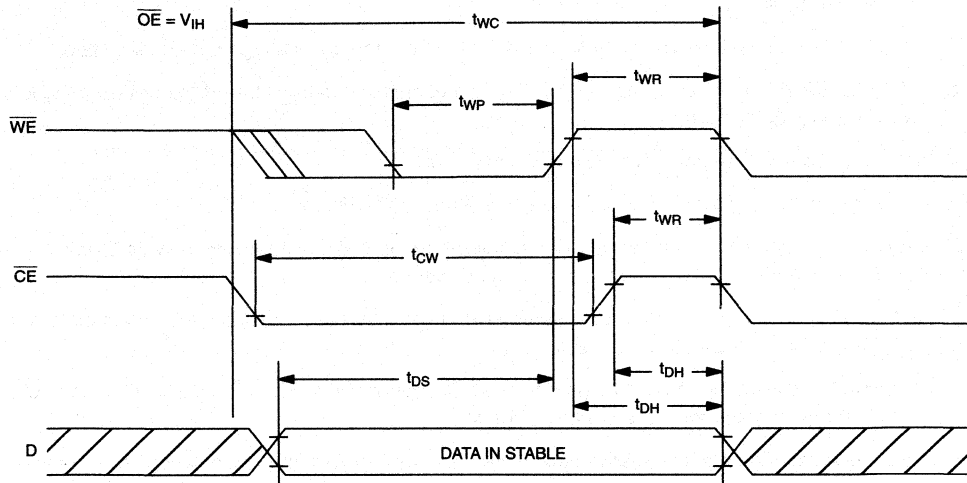 OE = VIH
tWC
tWR
tWP
WE
tWR
tCW
CE
tDH
tDS
tDH
D
DATA IN STABLE